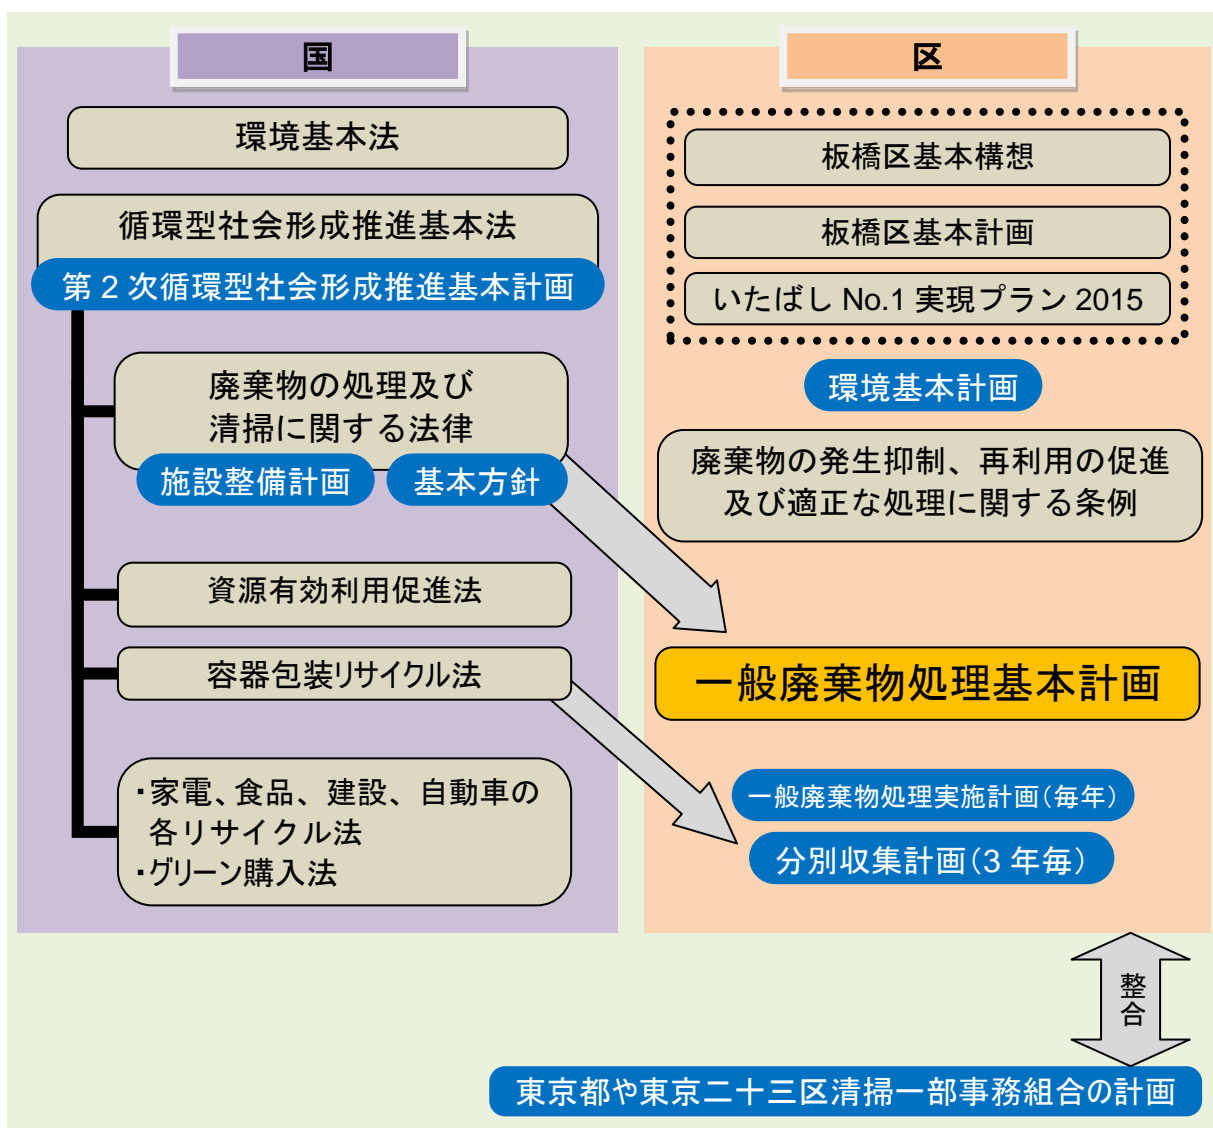 国
環境基本法
循環型社会形成推進基本法
第2次循環型社会形成推進基本計画
廃棄物の処理及び
清掃に関する法律
施設整備計画
基本方針
資源有効利用促進法
容器包装リサイクル法
・家電、食品、建設、自動車の
各リサイクル法
・グリーン購入法
区
板橋区基本構想
板橋区基本計画
いたばし No.1 実現プラン 2015
環境基本計画
廃棄物の発生抑制、再利用の促進
及び適正な処理に関する条例
一般廃棄物処理基本計画
一般廃棄物処理実施計画(毎年)
分別収集計画(3年毎)
整合
東京都や東京二十三区清掃一部事務組合の計画